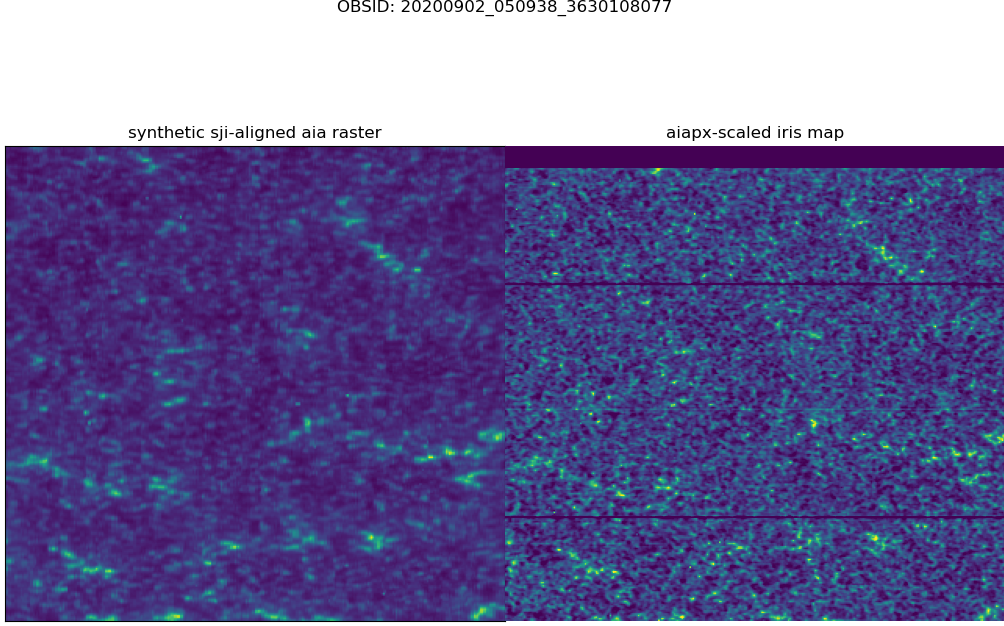 OBSID: 20200902_050938_3630108077
synthetic sji-aligned aia raster
aiapx-scaled iris map